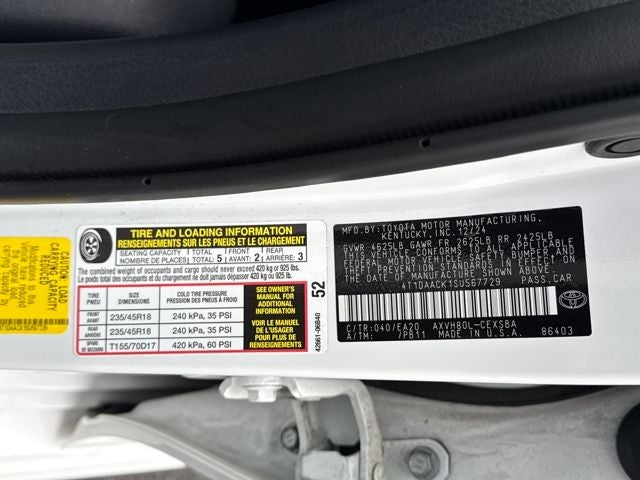 TIRE AND LOADING INFORMATION
RENSEIGNEMENTS SUR LES PNEUS ET LE CHARGEMENT
SEATING CAPACITY TOTAL FRONT REAR
NOMBRE DE PLACES TOTAL: 5 AVANT: 2 ARRIÈRE: 3
The combined weight of occupants and cargo should never exceed 420 kg or 925 lbs.
Le poids total des occupants et du chargement ne doit jamais dépasser 420 kg ou 925 lb.
TIRE SIZE COLD TIRE PRESSURE SEE OWNER'S MANUAL FOR ADDITIONAL INFORMATION
PNEU DIMENSIONS PRESSION DES PNEUS À FROID
FRONT AVANT 235/45R18 240 kPa, 35 PSI
REAR ARRIÈRE 235/45R18 240 kPa, 35 PSI
SPARE DE SECOURS T155/70D17 420 kPa, 60 PSI
VOIR MANUEL DE L'USAGER POUR PLUS DE RENSEIGNEMENTS
52
42661-06B40
MFD.BY:TOYOTA MOTOR MANUFACTURING,
KENTUCKY,INC. 12/24
GVWR 4625LB GAWR FR 2625LB RR 2425LB
THIS VEHICLE CONFORMS TO ALL APPLICABLE
FEDERAL MOTOR VEHICLE SAFETY, BUMPER, AND
THEFT PREVENTION STANDARDS IN EFFECT ON
THE DATE OF MANUFACTURE SHOWN ABOVE.
4T1DAACK1SU567729 PASS.CAR
C/TR:040/EA20 AXVH80L-CEXSBA
A/TM: /PB11 MADE IN U.S.A. 86403
TOYOTA
CAUTION: LOAD
4T1DAACK1SU567729